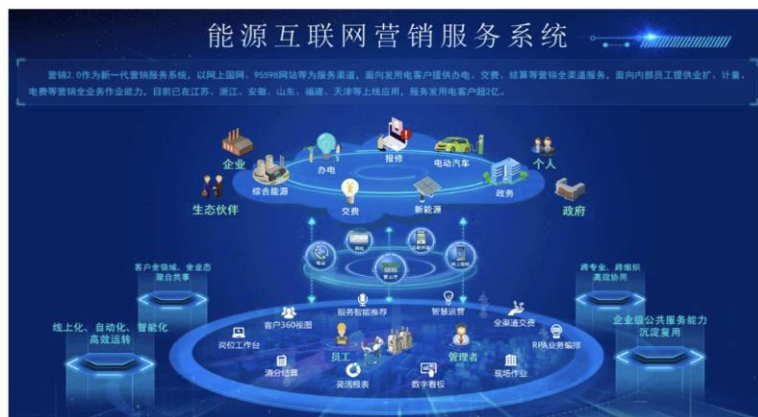 能源互联网营销服务系统
营销2.0作为新一代营销服务系统，以网上国网、95598网站等为服务渠道，面向发用电客户提供办电、交费、结算等营销全渠道服务，面向内部员工提供业扩、计量、
电费等营销全业务作业能力，目前已在江苏、浙江、安徽、山东、福建、天津等上线应用，服务发用电客户超2亿。
企业
办电
报修
电动汽车
个人
综合能源
政务
生态伙伴
交费
新能源
政府
网站
电话
营业厅
客户全领域、全业态
聚合共享
跨专业、跨组织
高效协同
线上化、自动化、智能化
高效运转
企业级公共服务能力
沉淀复用
服务智能推荐
智慧运营
客户360视图
全渠道交费
岗位工作台
员工
管理者
RPA业务编排
清分结算
灵活报表
数字看板
现场作业